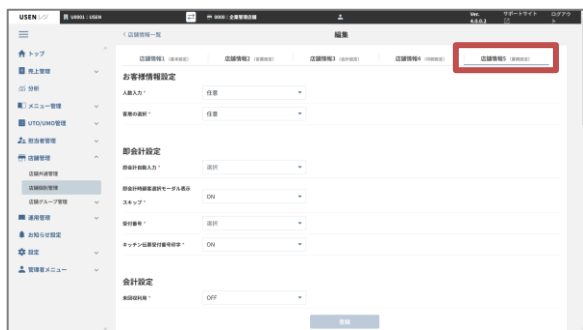 USEN レジ
U0001 : USEN
0000 : 企業管理店舗
Ver.
4.0.0.2
サポートサイト
ログアウト
く 店舗情報一覧
編集
トップ
売上管理
分析
メニュー管理
UTO/UMO管理
担当者管理
店舗管理
店舗共通管理
店舗個別管理
店舗グループ管理
運用管理
お知らせ設定
設定
管理者メニュー
店舗情報1 (基本設定)
店舗情報2
店舗情報3
店舗情報4
店舗情報5
お客様情報設定
人数入力 *
任意
客層の選択 *
任意
即会計設定
即会計自動入力 *
選択
即会計時顧客選択モーダル表示
スキップ *
ON
受付番号 *
選択
キッチン伝票受付番号印字 *
ON
会計設定
未回収利用 *
OFF
登録